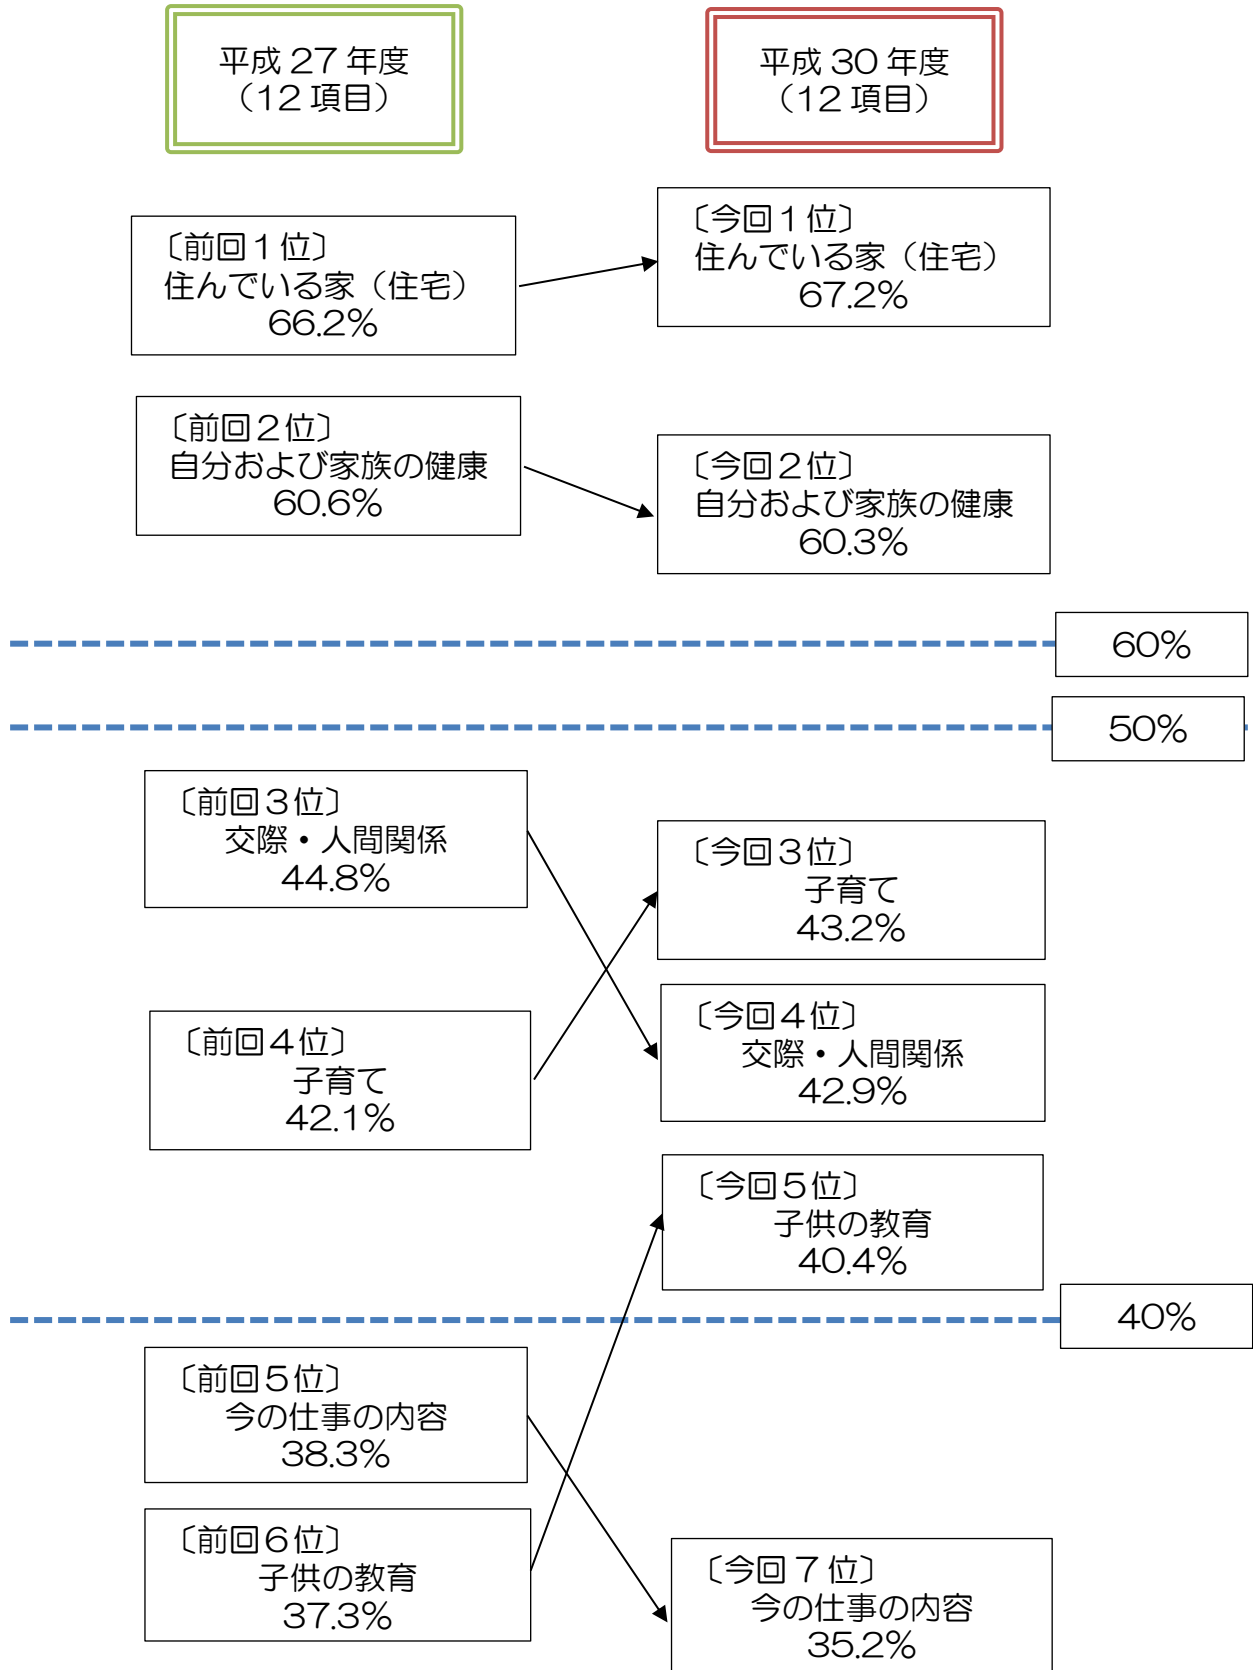 平成 27 年度
（12 項目）
平成 30 年度
（12 項目）
〔前回１位〕
住んでいる家（住宅）
66.2%
〔今回１位〕
住んでいる家（住宅）
67.2%
〔前回２位〕
自分および家族の健康
60.6%
〔今回２位〕
自分および家族の健康
60.3%
60%
50%
〔前回３位〕
交際・人間関係
44.8%
〔今回３位〕
子育て
43.2%
〔前回４位〕
子育て
42.1%
〔今回４位〕
交際・人間関係
42.9%
〔今回５位〕
子供の教育
40.4%
40%
〔前回５位〕
今の仕事の内容
38.3%
〔前回６位〕
子供の教育
37.3%
〔今回７位〕
今の仕事の内容
35.2%